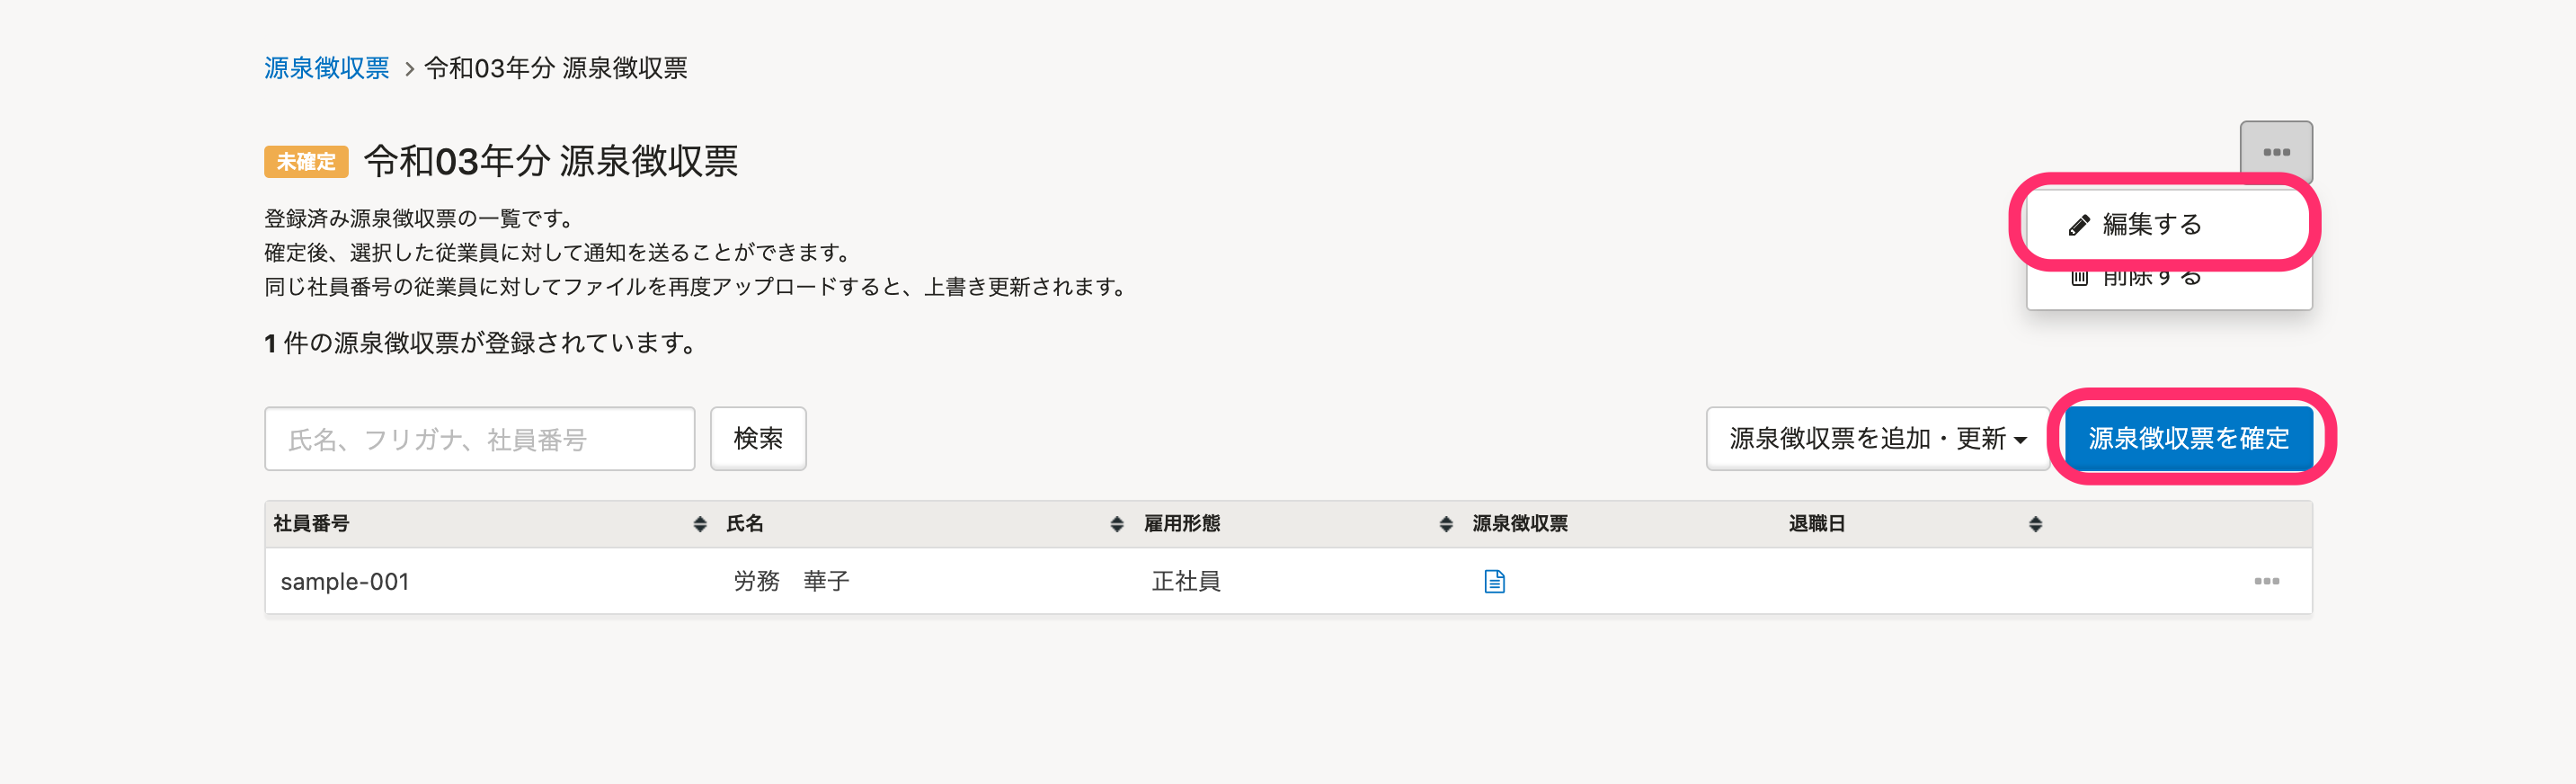 源泉徴収票 > 令和03年分 源泉徴収票
未確定 令和03年分 源泉徴収票
登録済み源泉徴収票の一覧です。
確定後、選択した従業員に対して通知を送ることができます。
同じ社員番号の従業員に対してファイルを再度アップロードすると、上書き更新されます。
編集する
削除する
1 件の源泉徴収票が登録されています。
氏名、フリガナ、社員番号 検索 源泉徴収票を追加・更新 源泉徴収票を確定
社員番号 氏名 雇用形態 源泉徴収票 退職日
sample-001 労務 華子 正社員